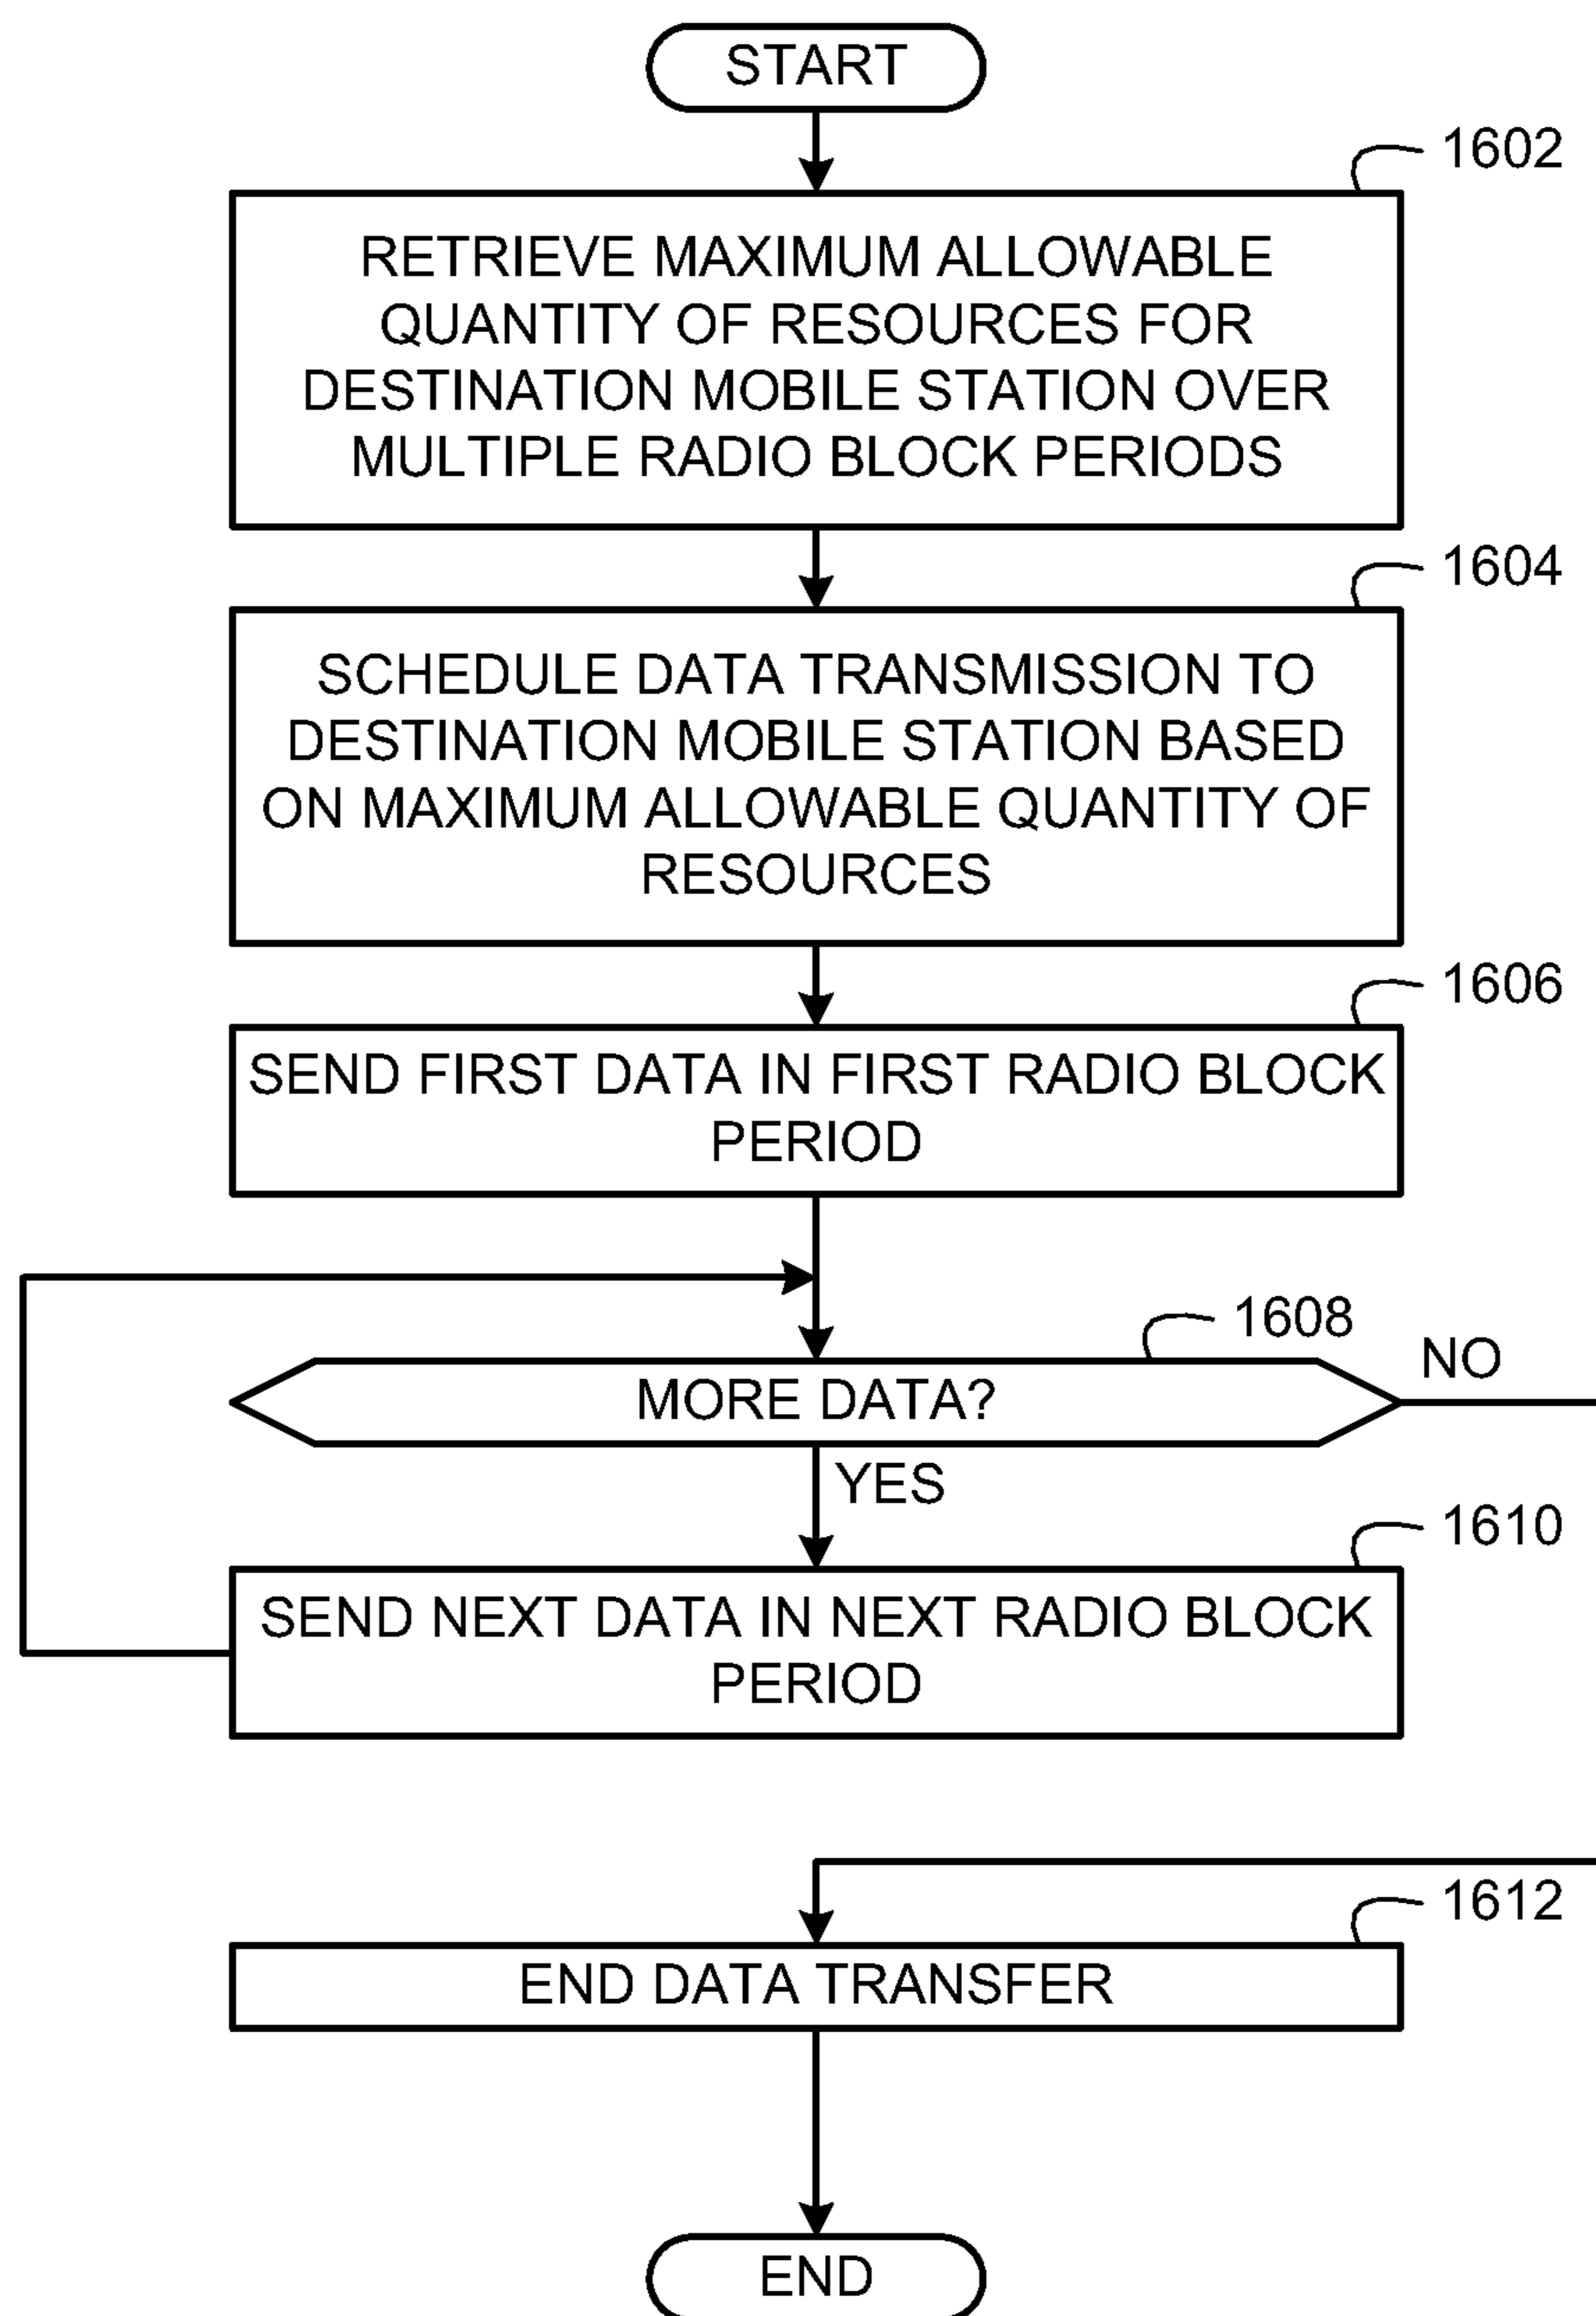 START
1602
RETRIEVE MAXIMUM ALLOWABLE
QUANTITY OF RESOURCES FOR
DESTINATION MOBILE STATION OVER
MULTIPLE RADIO BLOCK PERIODS
1604
SCHEDULE DATA TRANSMISSION TO
DESTINATION MOBILE STATION BASED
ON MAXIMUM ALLOWABLE QUANTITY OF
RESOURCES
1606
SEND FIRST DATA IN FIRST RADIO BLOCK
PERIOD
1608
NO
MORE DATA?
YES
1610
SEND NEXT DATA IN NEXT RADIO BLOCK
PERIOD
1612
END DATA TRANSFER
END